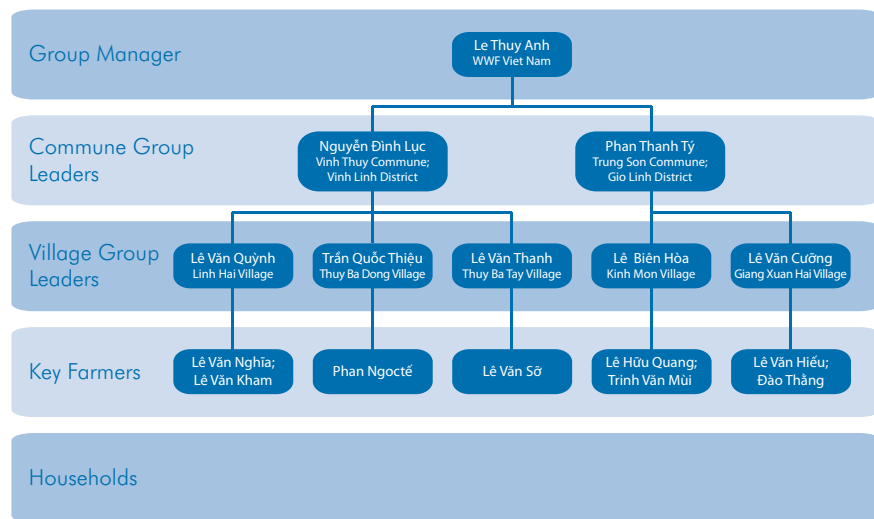 Group Manager
Le Thuy Anh
WWF Viet Nam
Commune Group
Leaders
Nguyễn Đình Lục
Vinh Thuy Commune;
Vinh Linh District
Phan Thanh Tý
Trung Son Commune;
Gio Linh District
Village Group
Leaders
Lê Văn Quỳnh
Linh Hai Village
Trần Quốc Thiệu
Thuy Ba Dong Village
Lê Văn Thanh
Thuy Ba Tay Village
Lê Biên Hòa
Kinh Mon Village
Lê Văn Cưỡng
Giang Xuan Hai Village
Key Farmers
Lê Văn Nghĩa;
Lê Văn Kham
Phan Ngoctế
Lê Văn Sỡ
Lê Hữu Quang;
Trinh Văn Mùi
Lê Văn Hiếu;
Đào Thằng
Households